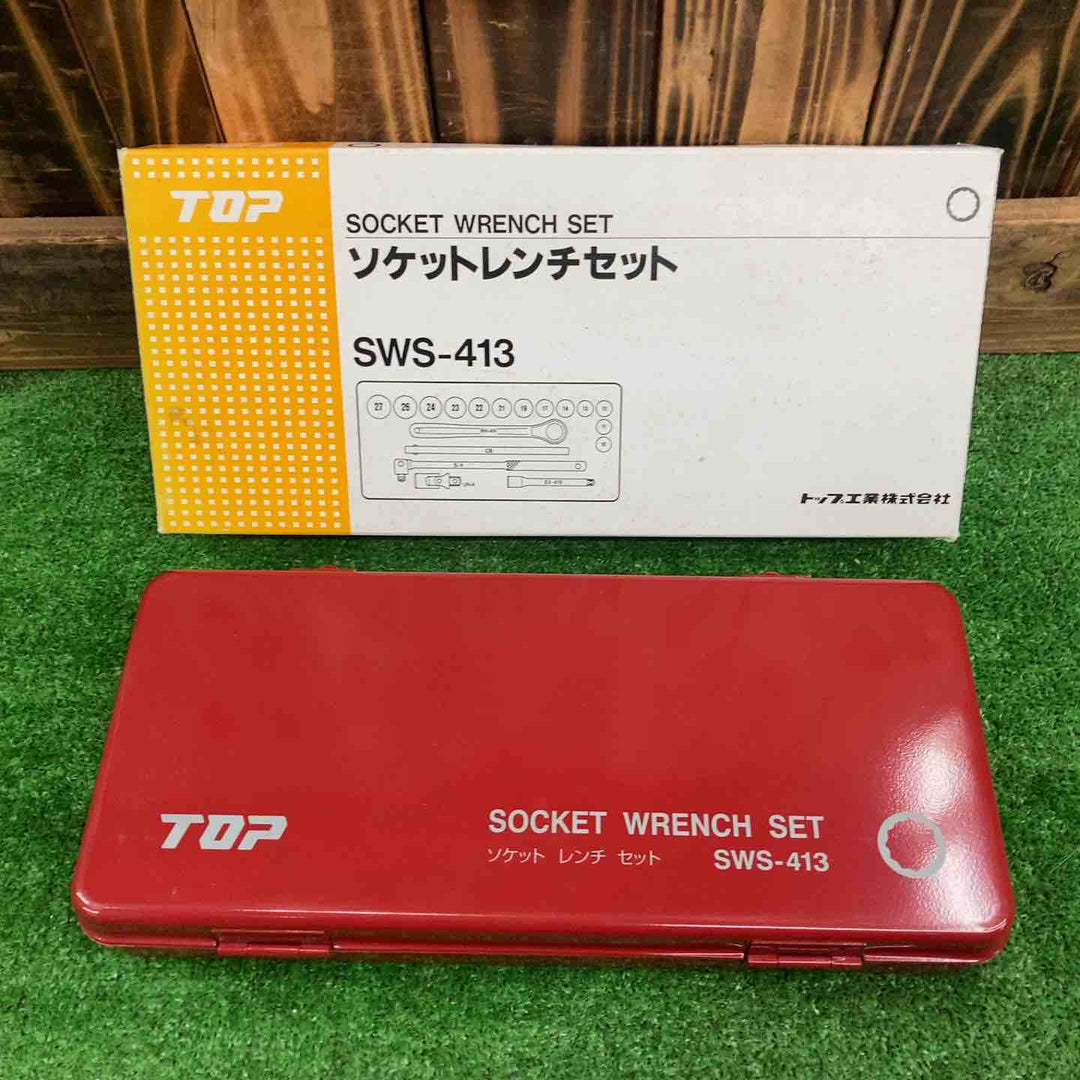 TOP
SOCKET WRENCH SET
ソケットレンチセット
SWS-413
27 26 24 23 22 21 19 17 14 13
トップ工業株式会社
TOP
SOCKET WRENCH SET
ソケット レンチ セット SWS-413